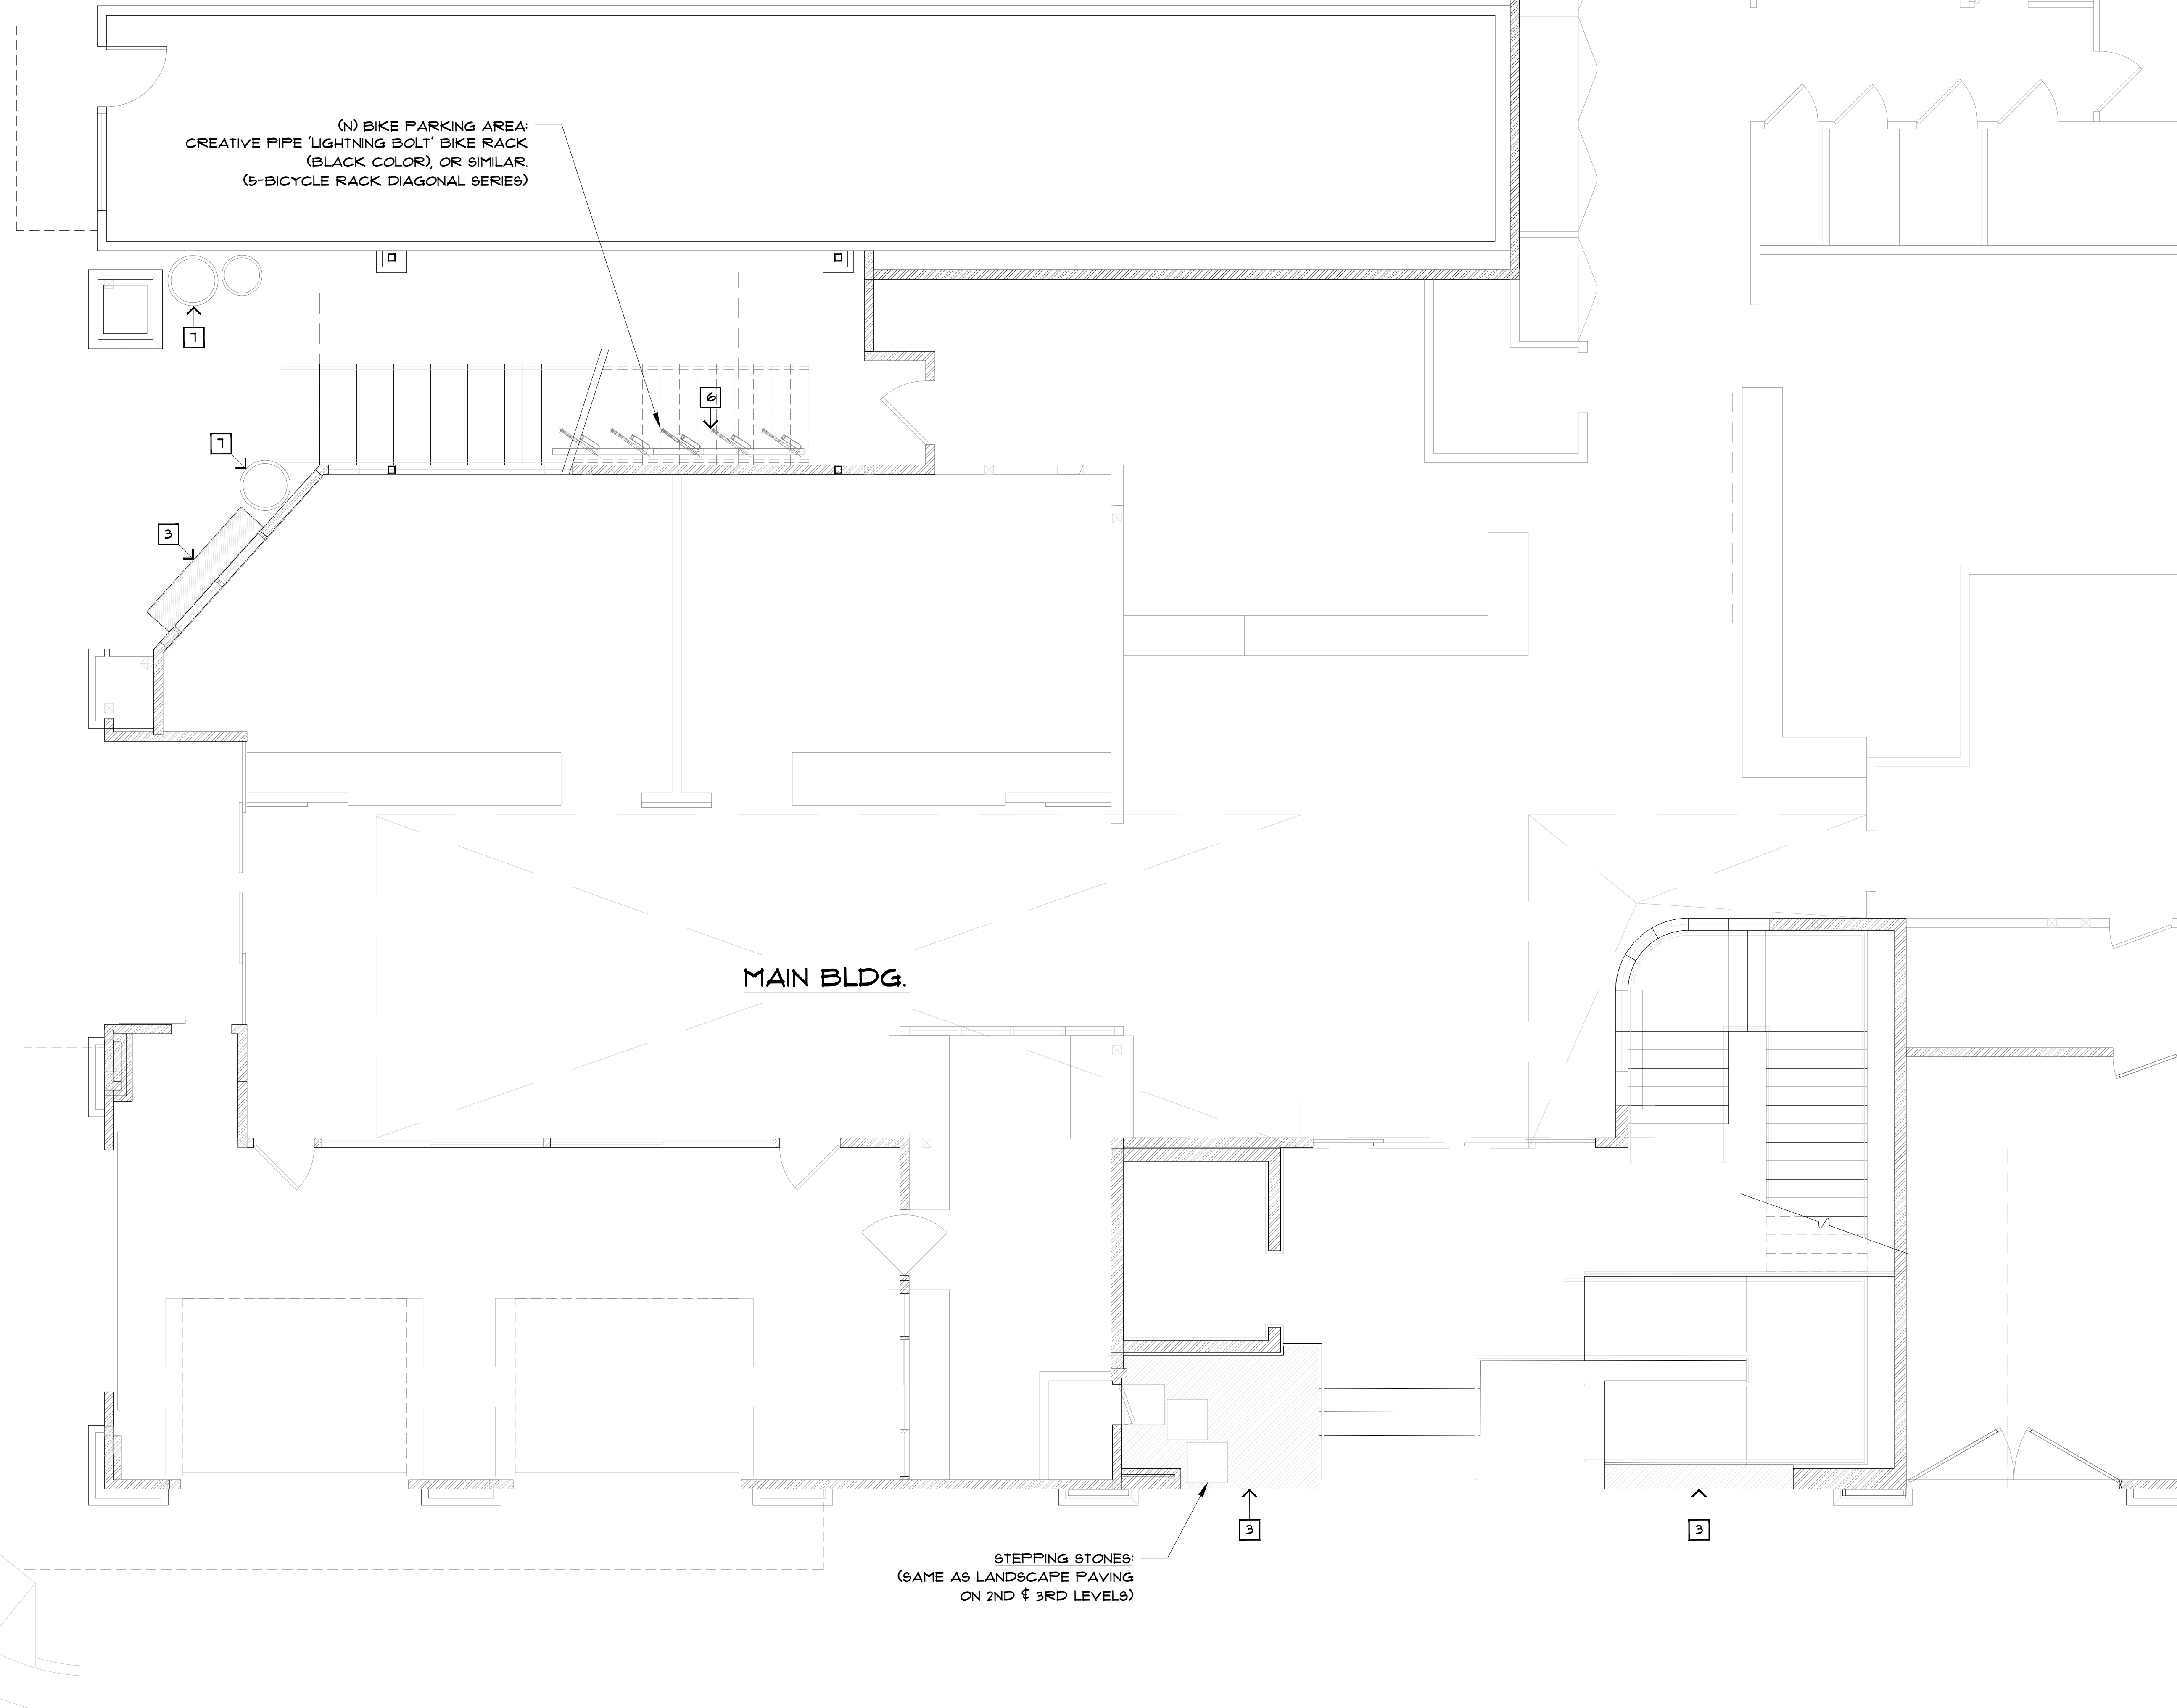 (N) BIKE PARKING AREA:
CREATIVE PIPE 'LIGHTNING BOLT' BIKE RACK
(BLACK COLOR), OR SIMILAR.
(5-BICYCLE RACK DIAGONAL SERIES)
7
6
7
3
MAIN BLDG.
3
3
STEPPING STONES:
(SAME AS LANDSCAPE PAVING
ON 2ND & 3RD LEVELS)